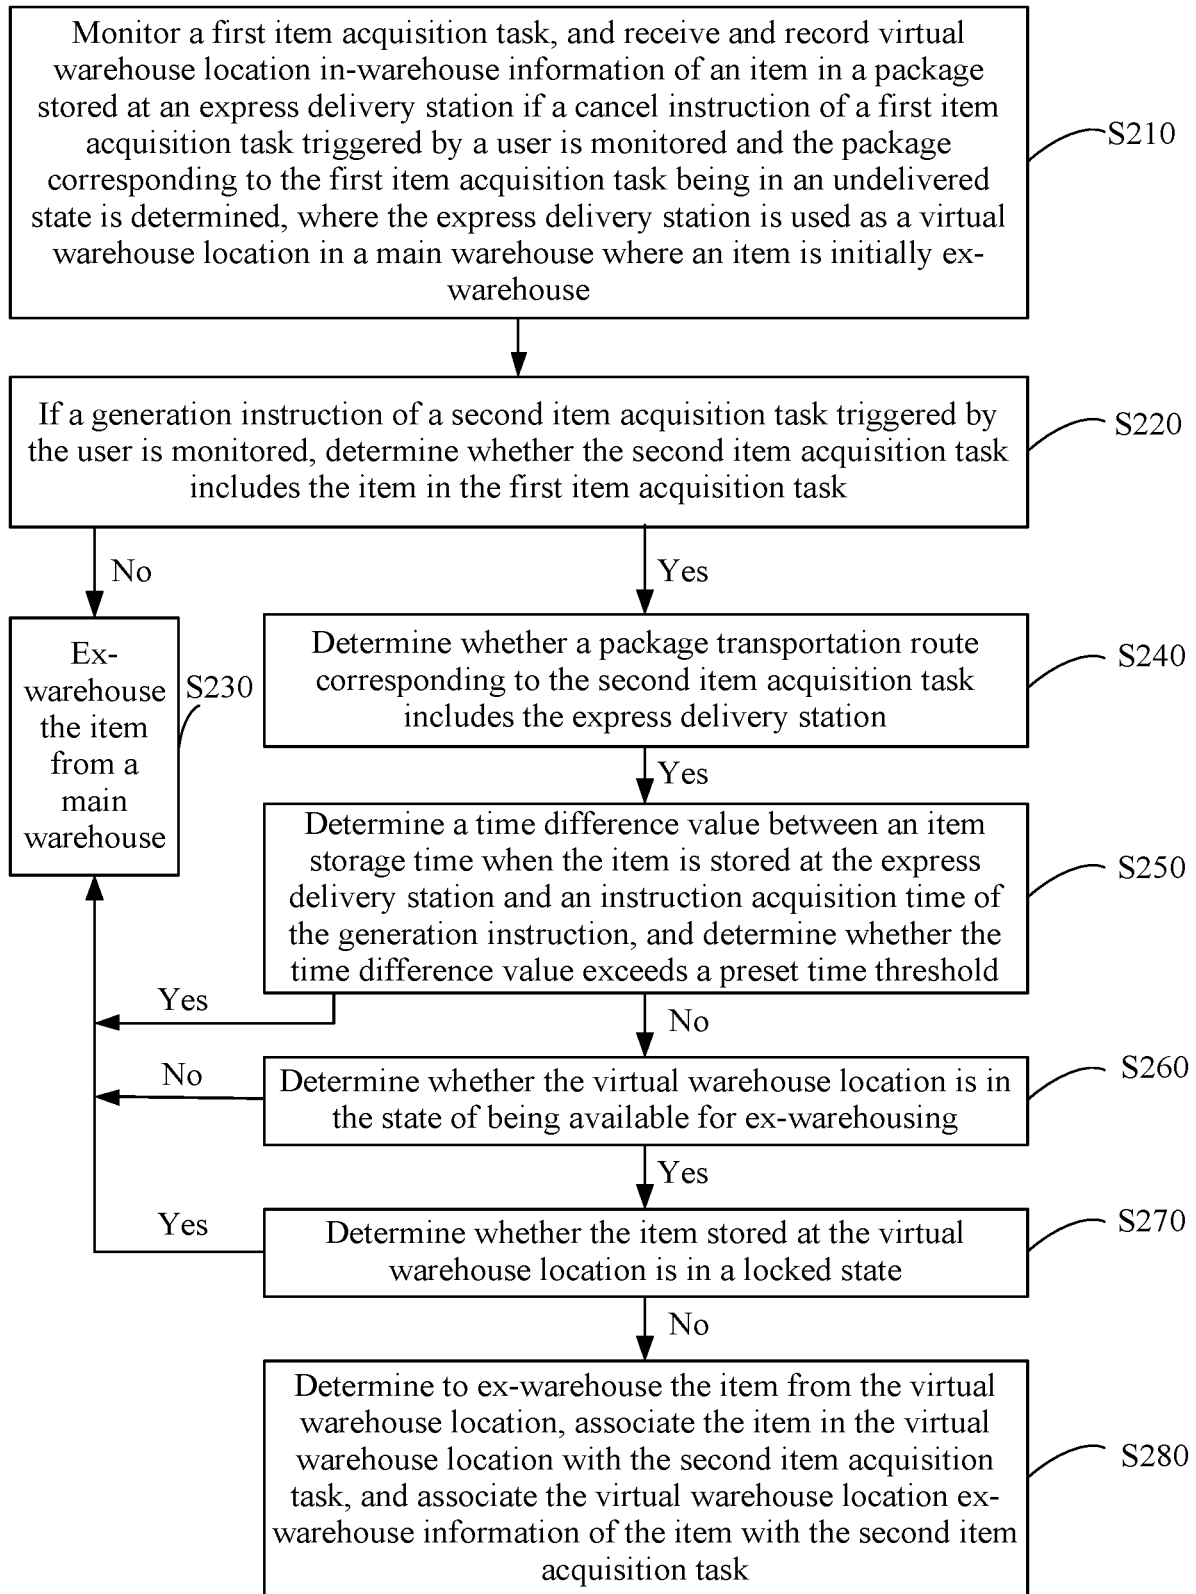 Monitor a first item acquisition task, and receive and record virtual
warehouse location in-warehouse information of an item in a package
stored at an express delivery station if a cancel instruction of a first item
acquisition task triggered by a user is monitored and the package
corresponding to the first item acquisition task being in an undelivered
state is determined, where the express delivery station is used as a virtual
warehouse location in a main warehouse where an item is initially ex-
warehouse
S210
If a generation instruction of a second item acquisition task triggered by
the user is monitored, determine whether the second item acquisition task
includes the item in the first item acquisition task
S220
No
Yes
Ex-
warehouse
the item
from a
main
warehouse
S230
Determine whether a package transportation route
corresponding to the second item acquisition task
includes the express delivery station
S240
Yes
Determine a time difference value between an item
storage time when the item is stored at the express
delivery station and an instruction acquisition time of
the generation instruction, and determine whether the
time difference value exceeds a preset time threshold
S250
Yes
No
Determine whether the virtual warehouse location is in
the state of being available for ex-warehousing
S260
No
Yes
Determine whether the item stored at the virtual
warehouse location is in a locked state
S270
Yes
No
Determine to ex-warehouse the item from the virtual
warehouse location, associate the item in the virtual
warehouse location with the second item acquisition
task, and associate the virtual warehouse location ex-
warehouse information of the item with the second item
acquisition task
S280